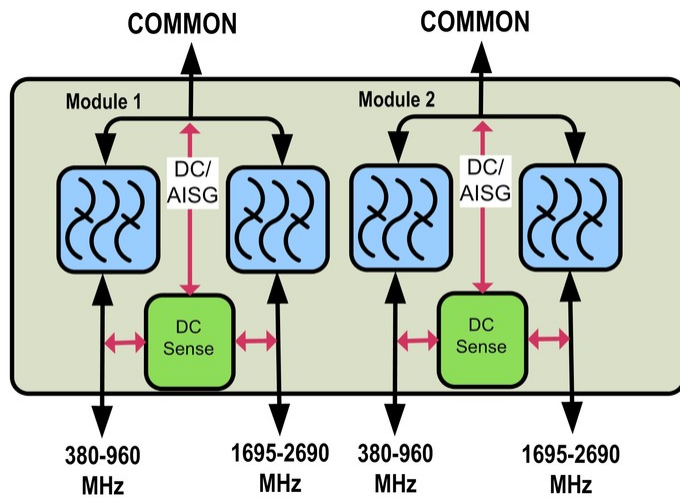 COMMON
COMMON
Module 1
Module 2
DC/
AISG
DC/
AISG
DC
Sense
DC
Sense
380-960
MHz
1695-2690
MHz
380-960
MHz
1695-2690
MHz